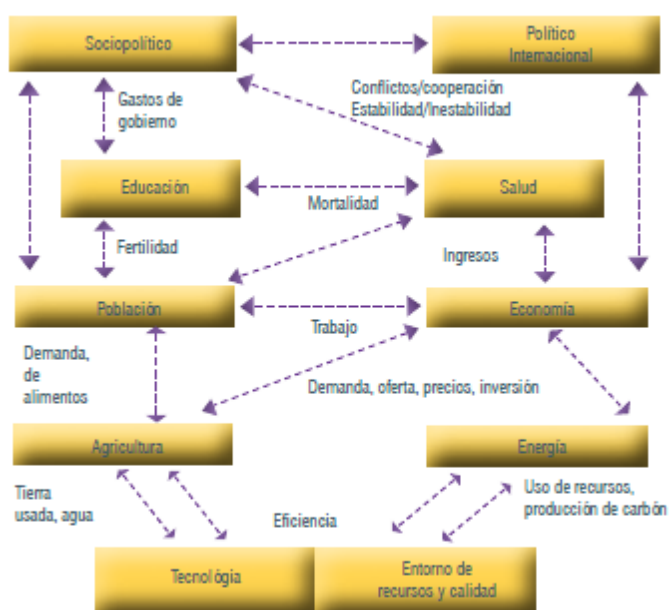 Sociopolítico
Político
Internacional
Gastos de
gobierno
Conflictos/cooperación
Estabilidad/Inestabilidad
Educación
Salud
Mortalidad
Fertilidad
Ingresos
Población
Economía
Trabajo
Demanda,
de
alimentos
Demanda, oferta, precios, inversión
Agricultura
Energía
Tierra
usada, agua
Eficiencia
Uso de recursos,
producción de carbón
Tecnológia
Entorno de
recursos y calidad